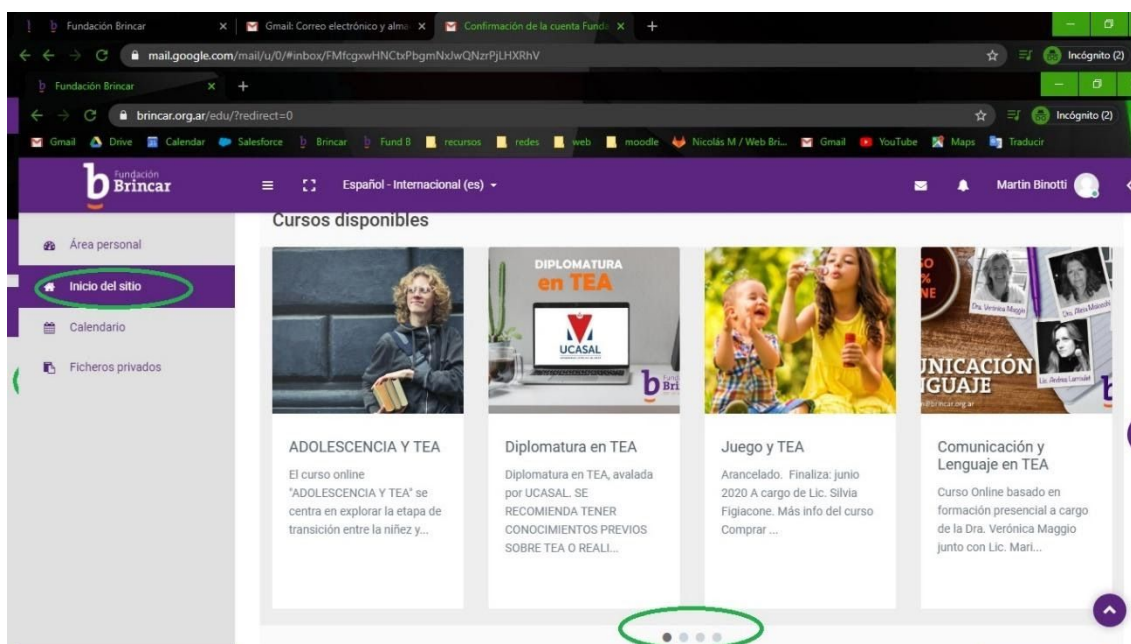 Fundación Brincar
Gmail: Correo electrónico y alma
Confirmación de la cuenta Funda
mail.google.com/mail/u/0/#inbox/FMfcgxwHNCtxPbgmNxJwQNzrPjLHXRhV
Incógnito (2)
Fundación Brincar
brincar.org.ar/edu/?redirect=0
Incógnito (2)
Gmail Drive Calendar Salesforce Brincar Fund B recursos redes web moodle Nicolás M / Web Bri... Gmail YouTube Maps Traducir
Fundación
Brincar
Español - Internacional (es)
Martin Binotti
Área personal
Inicio del sitio
Calendario
Ficheros privados
Cursos disponibles
DIPLOMATURA
en TEA
UCASAL
b Fund
Bri
SO
%
NE
Dra. Verónica Maggio
Lic. Andrea Larroulet
UNICACIÓN
NGUAJE
ADOLESCENCIA Y TEA
El curso online
"ADOLESCENCIA Y TEA" se
centra en explorar la etapa de
transición entre la niñez y...
Diplomatura en TEA
Diplomatura en TEA, avalada
por UCASAL. SE
RECOMIENDA TENER
CONOCIMIENTOS PREVIOS
SOBRE TEA O REALI...
Juego y TEA
Arancelado. Finaliza: junio
2020 A cargo de Lic. Silvia
Figiacone. Más info del curso
Comprar ...
Comunicación y
Lenguaje en TEA
Curso Online basado en
formación presencial a cargo
de la Dra. Verónica Maggio
junto con Lic. Mari...